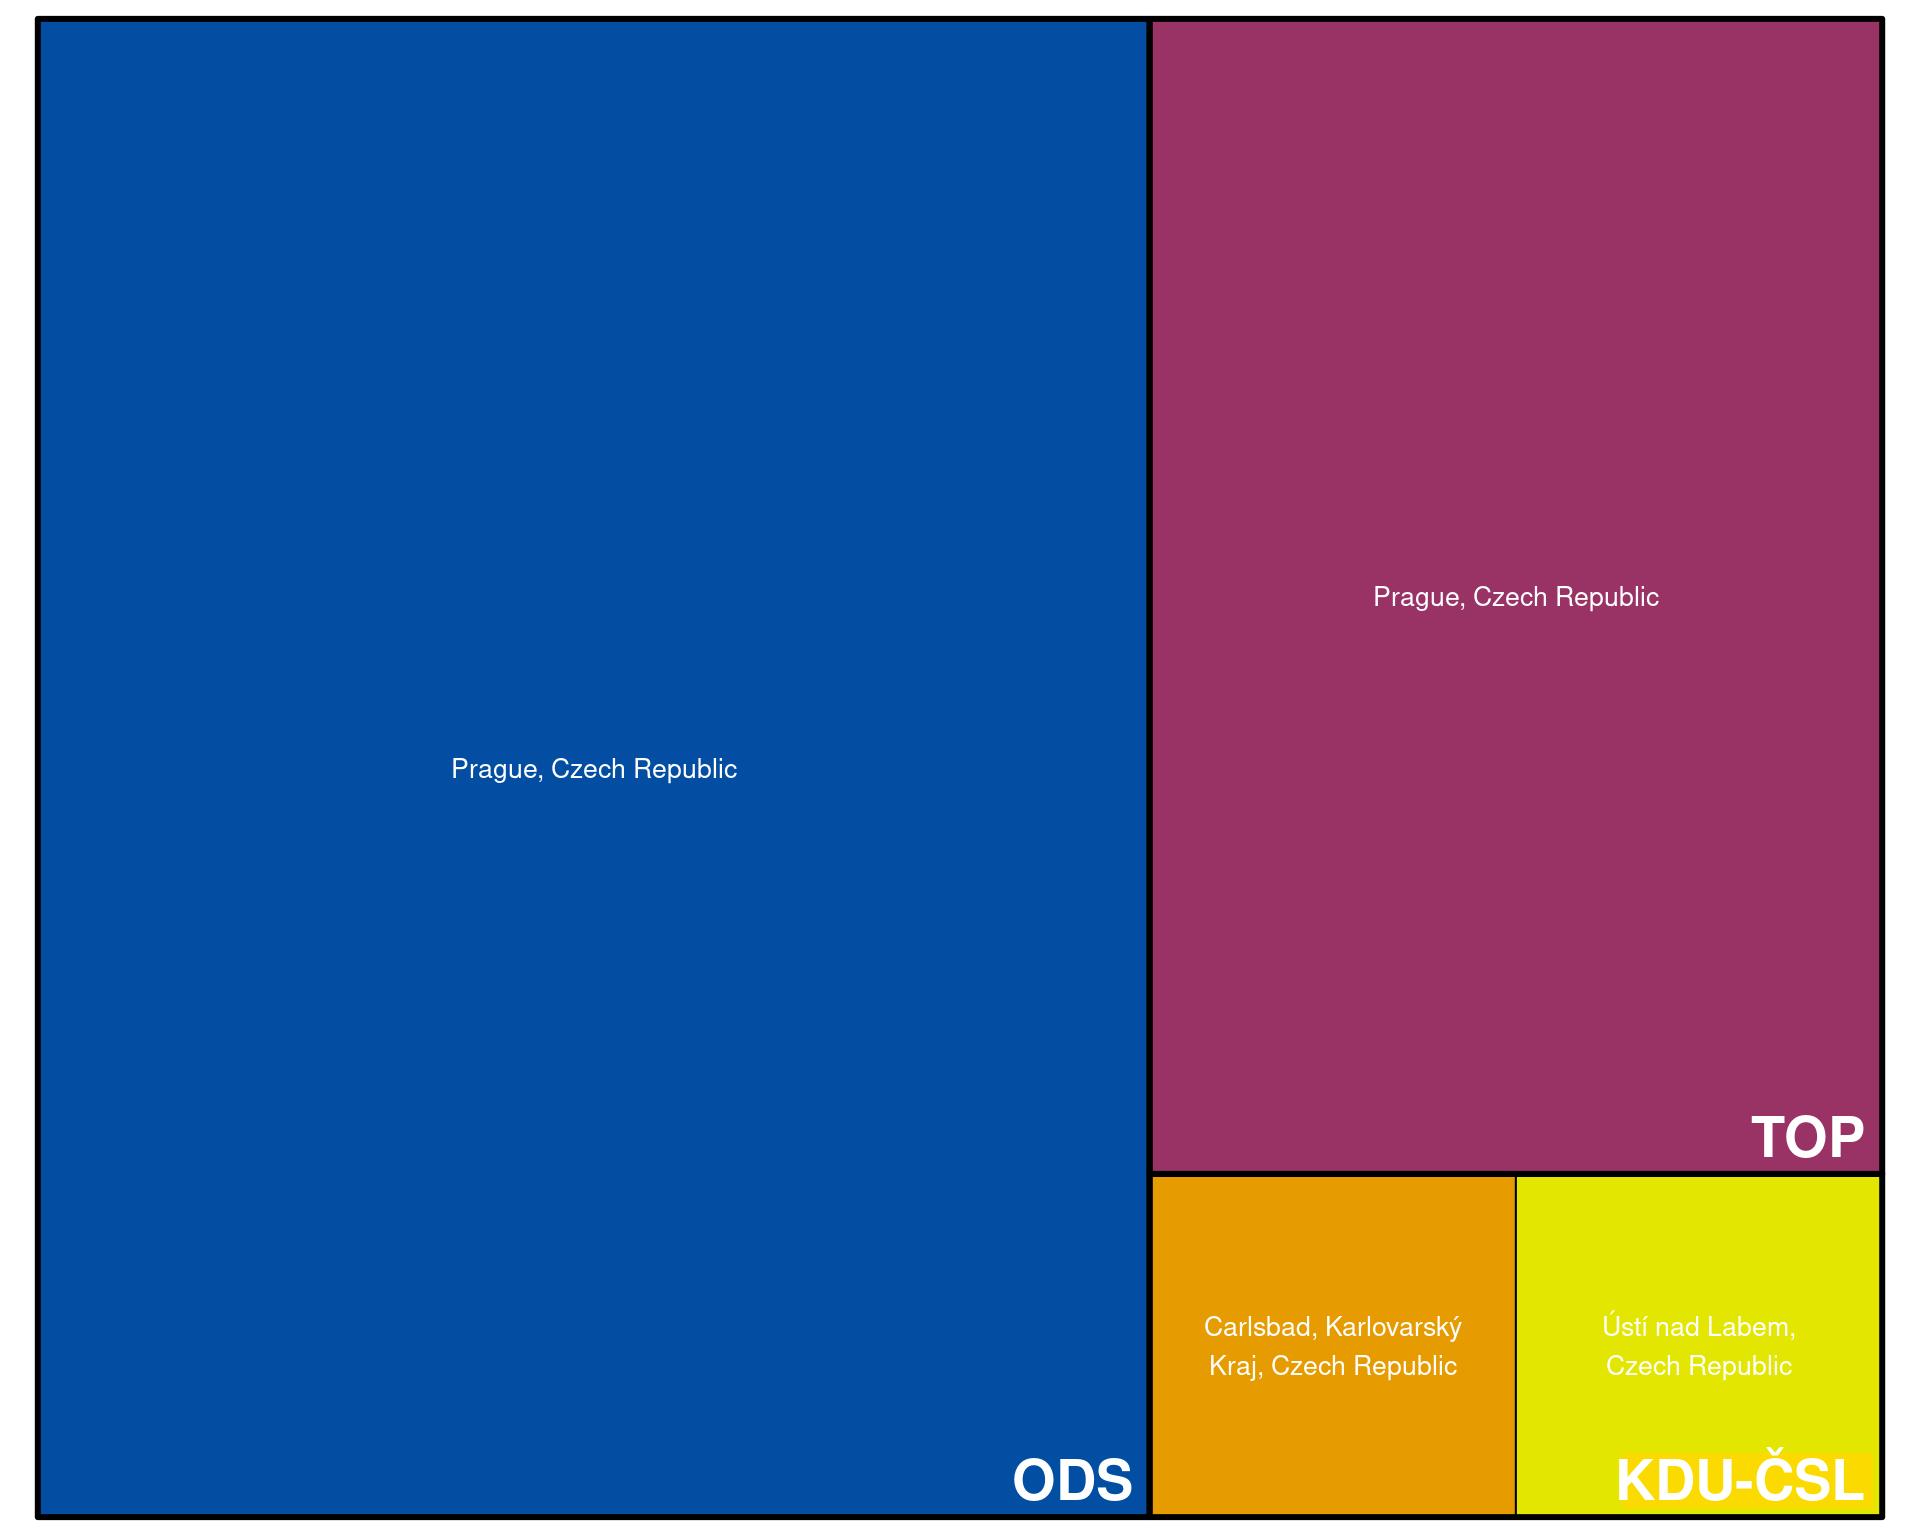 Prague, Czech Republic
ODS
Prague, Czech Republic
TOP
Carlsbad, Karlovarský
Kraj, Czech Republic
Ústí nad Labem,
Czech Republic
KDU-ČSL